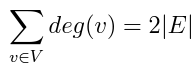 ∑_{v∈V} deg(v) = 2|E|